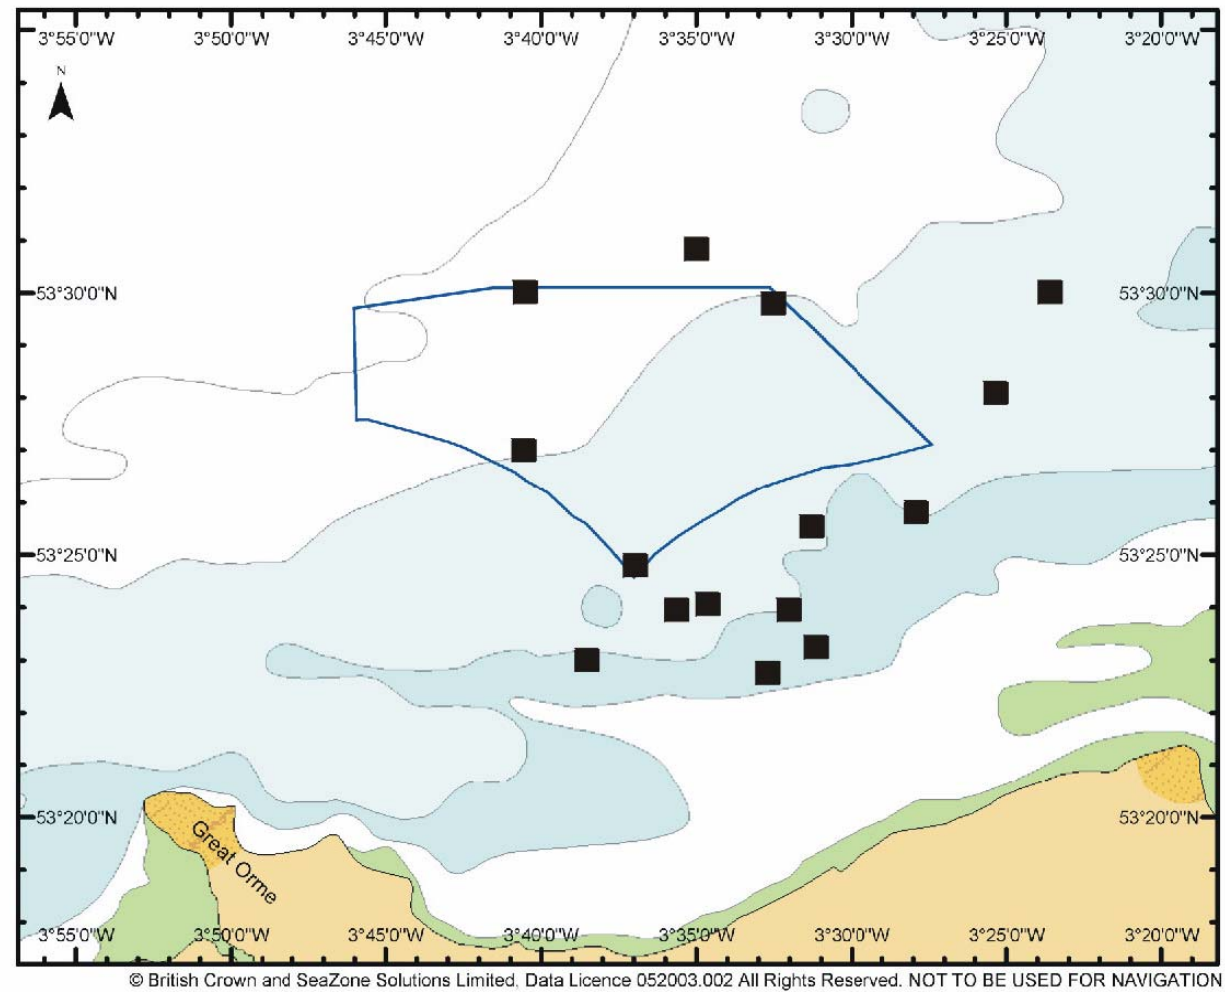 3°55'0"W 3°50'0"W 3°45'0"W 3°40'0"W 3°35'0"W 3°30'0"W 3°25'0"W 3°20'0"W
N
53°30'0"N 53°30'0"N
53°25'0"N 53°25'0"N
53°20'0"N 53°20'0"N
Great Orme
3°55'0"W 3°50'0"W 3°45'0"W 3°40'0"W 3°35'0"W 3°30'0"W 3°25'0"W 3°20'0"W
© British Crown and SeaZone Solutions Limited, Data Licence 052003.002 All Rights Reserved. NOT TO BE USED FOR NAVIGATION